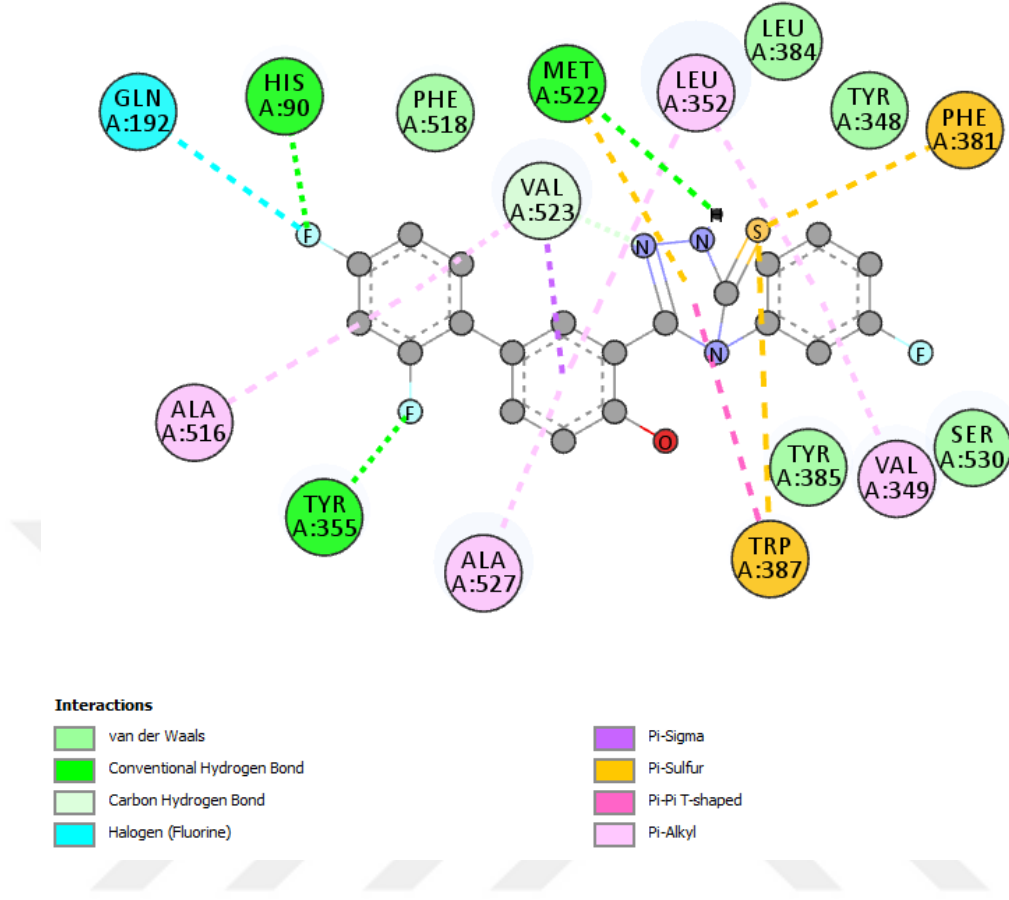 LEU
A:384
HIS
A:90
MET
A:522
LEU
A:352
GLN
A:192
PHE
A:518
TYR
A:348
PHE
A:381
VAL
A:523
H
F
N
N
S
N
F
F
O
ALA
A:516
TYR
A:385
VAL
A:349
SER
A:530
TYR
A:355
ALA
A:527
TRP
A:387
Interactions
van der Waals
Conventional Hydrogen Bond
Carbon Hydrogen Bond
Halogen (Fluorine)
Pi-Sigma
Pi-Sulfur
Pi-Pi T-shaped
Pi-Alkyl